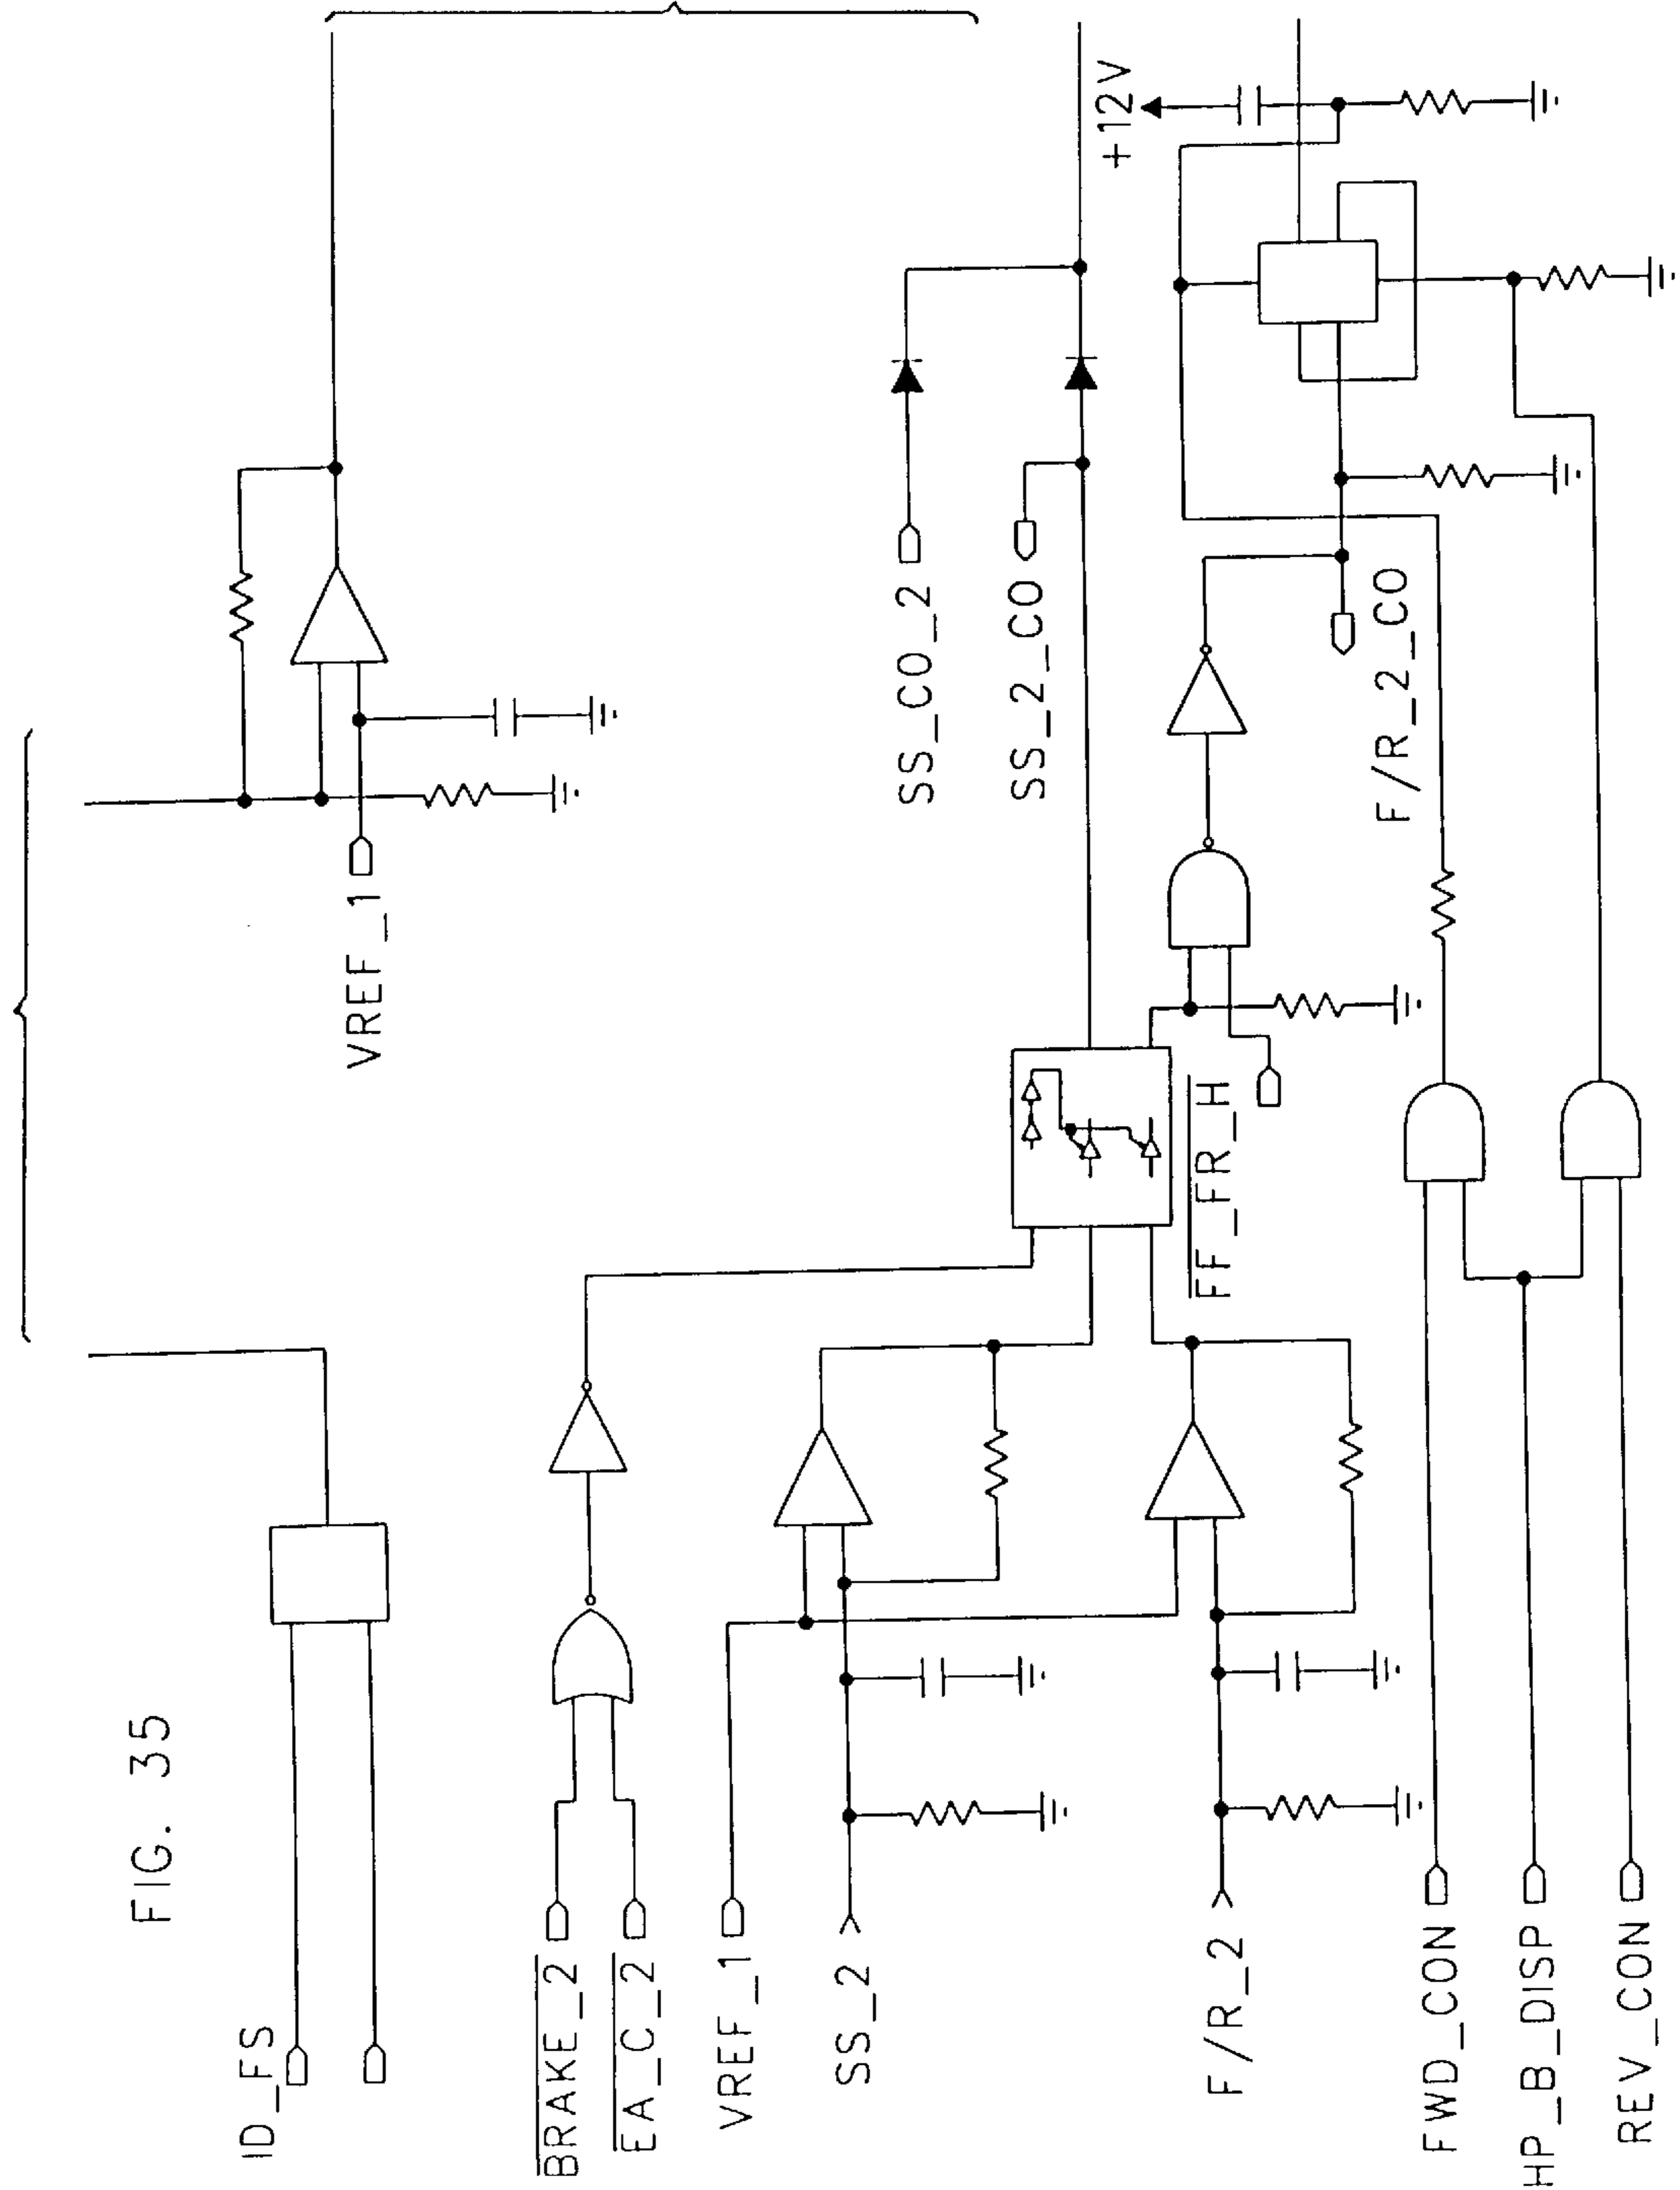 FIG. 35
ID_FS
BRAKE_2
EA_C_2
VREF_1
SS_2
F/R_2
FWD_CON
HP_B_DISP
REV_CON
VREF_1
FF_FR_H
SS_CO_2
SS_2_CO
F/R_2_CO
+12V